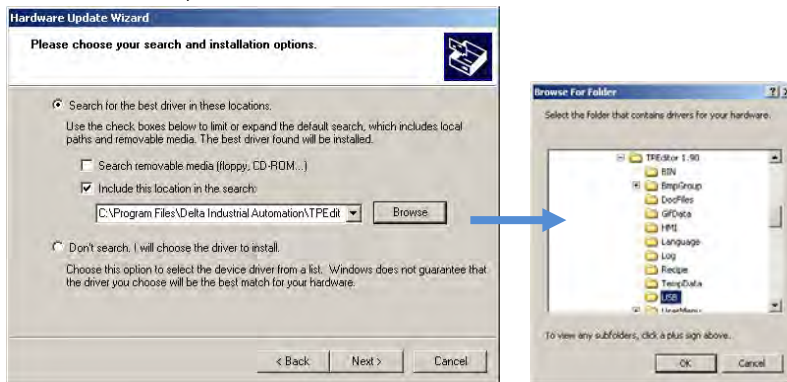 Hardware Update Wizard
Please choose your search and installation options.
Search for the best driver in these locations.
Use the check boxes below to limit or expand the default search, which includes local
paths and removable media. The best driver found will be installed.
Search removable media (floppy, CD-ROM...)
Include this location in the search:
C:\Program Files\Delta Industrial Automation\TPEdit
Browse
Don't search. I will choose the driver to install.
Choose this option to select the device driver from a list. Windows does not guarantee that
the driver you choose will be the best match for your hardware.
< Back
Next >
Cancel
Browse For Folder
Select the folder that contains drivers for your hardware.
TPEditor 1.90
BIN
BmpGroup
DocFiles
GifData
HMI
Language
Log
Recipe
TempData
USB
UserMenu
To view any subfolders, click a plus sign above.
OK
Cancel